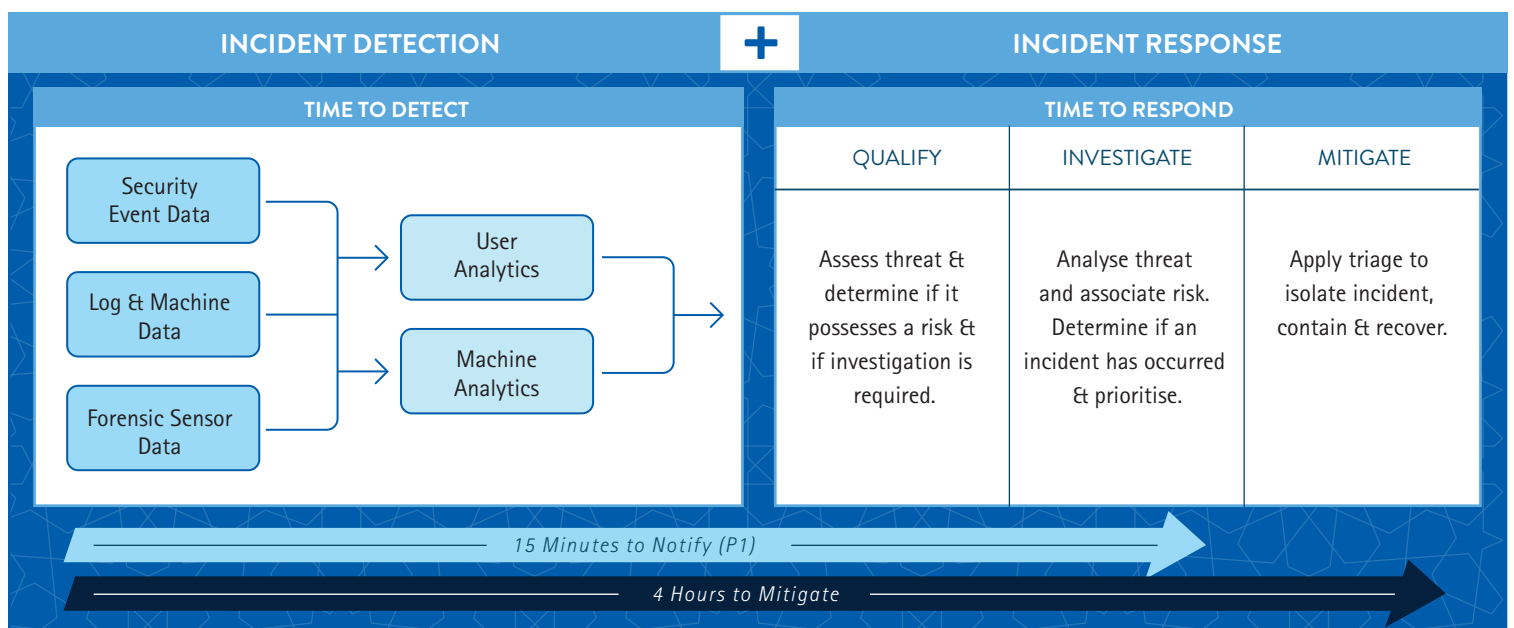 INCIDENT DETECTION
+
INCIDENT RESPONSE
TIME TO DETECT
Security
Event Data
Log & Machine
Data
Forensic Sensor
Data
User
Analytics
Machine
Analytics
TIME TO RESPOND
QUALIFY
Assess threat &
determine if it
possesses a risk &
if investigation is
required.
INVESTIGATE
Analyse threat
and associate risk.
Determine if an
incident has occurred
& prioritise.
MITIGATE
Apply triage to
isolate incident,
contain & recover.
15 Minutes to Notify (P1)
4 Hours to Mitigate